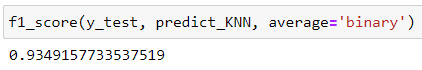 f1_score(y_test, predict_KNN, average='binary')
0.9349157733537519